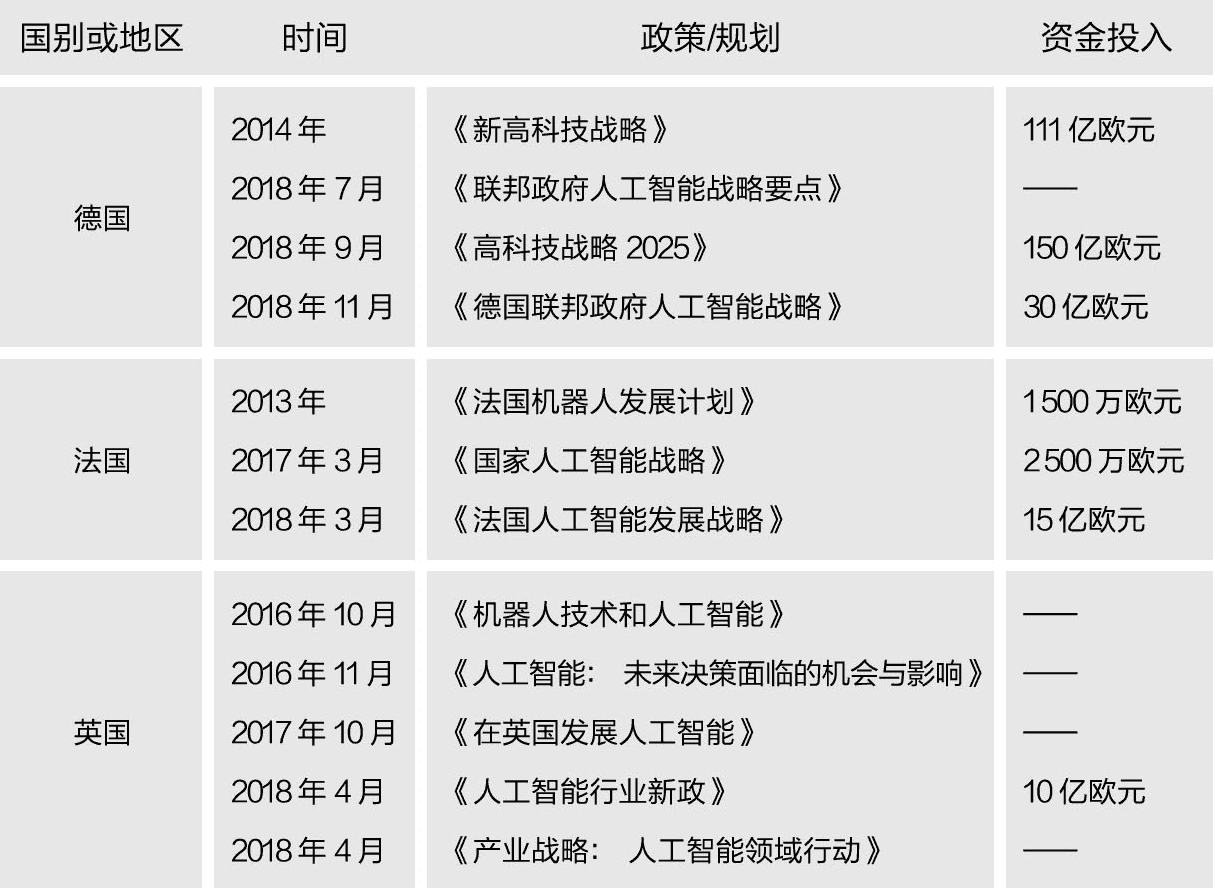 国别或地区 时间 政策/规划 资金投入
德国
2014年 《新高科技战略》 111亿欧元
2018年7月 《联邦政府人工智能战略要点》 ——
2018年9月 《高科技战略2025》 150亿欧元
2018年11月 《德国联邦政府人工智能战略》 30亿欧元
法国
2013年 《法国机器人发展计划》 1500万欧元
2017年3月 《国家人工智能战略》 2500万欧元
2018年3月 《法国人工智能发展战略》 15亿欧元
英国
2016年10月 《机器人技术和人工智能》 ——
2016年11月 《人工智能： 未来决策面临的机会与影响》 ——
2017年10月 《在英国发展人工智能》 ——
2018年4月 《人工智能行业新政》 10亿欧元
2018年4月 《产业战略： 人工智能领域行动》 ——